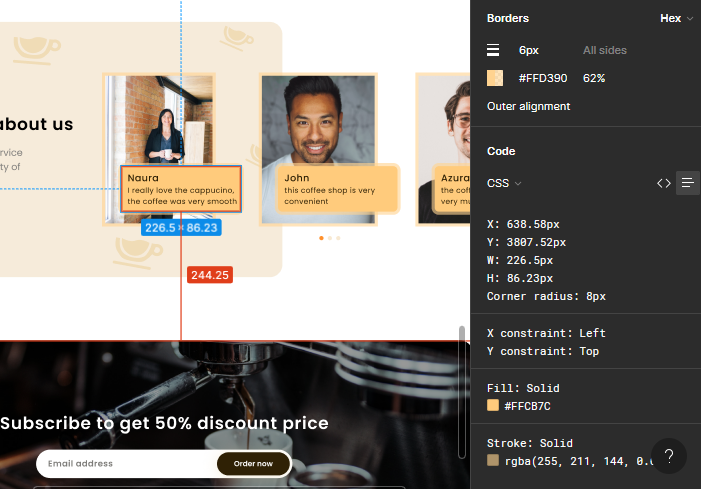 about us
rvice
ty of
Naura
I really love the cappucino,
the coffee was very smooth
226.5 × 86.23
244.25
John
this coffee shop is very
convenient
Azura
the cof
very mu
Subscribe to get 50% discount price
Email address
Order now
Borders
Hex
6px
All sides
#FFD390
62%
Outer alignment
Code
CSS
<>
X: 638.58px
Y: 3807.52px
W: 226.5px
H: 86.23px
Corner radius: 8px
X constraint: Left
Y constraint: Top
Fill: Solid
#FFCB7C
Stroke: Solid
rgba(255, 211, 144, 0.
?